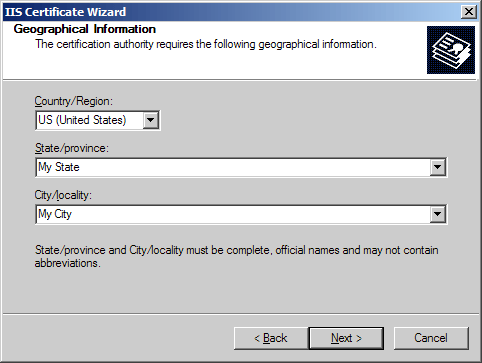 IIS Certificate Wizard
Geographical Information
The certification authority requires the following geographical information.
Country/Region:
US (United States)
State/province:
My State
City/locality:
My City
State/province and City/locality must be complete, official names and may not contain
abbreviations.
< Back
Next >
Cancel